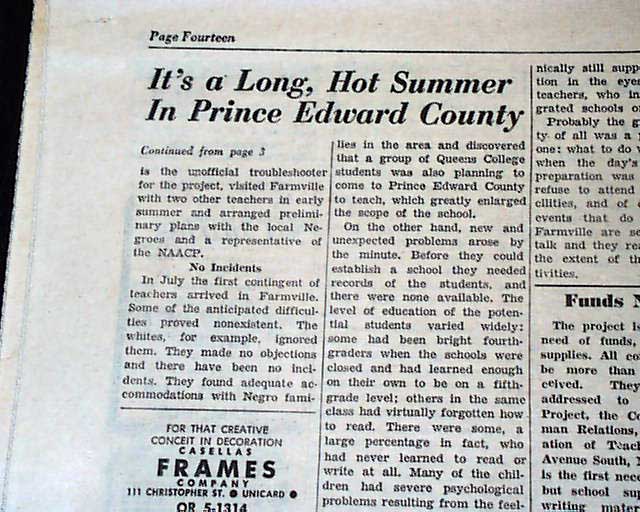 Page Fourteen
It's a Long, Hot Summer
In Prince Edward County
Continued from page 3
is the unofficial troubleshooter
for the project, visited Farmville
with two other teachers in early
summer and arranged prelimi-
nary plans with the local Ne-
groes and a representative of
the NAACP.
No Incidents
In July the first contingent of
teachers arrived in Farmville.
Some of the anticipated difficul-
ties proved nonexistent. The
whites, for example, ignored
them. They made no objections
and there have been no inci-
dents. They found adequate ac-
commodations with Negro fami-
FOR THAT CREATIVE
CONCEIT IN DECORATION
CASELLAS
FRAMES
COMPANY
111 CHRISTOPHER ST. ● UNICARD ●
OR 5-1314
lies in the area and discovered
that a group of Queens College
students was also planning to
come to Prince Edward County
to teach, which greatly enlarged
the scope of the school.
On the other hand, new and
unexpected problems arose by
the minute. Before they could
establish a school they needed
records of the students, and
there were none available. The
level of education of the poten-
tial students varied widely:
some had been bright fourth-
graders when the schools were
closed and had learned enough
on their own to be on a fifth-
grade level; others in the same
class had virtually forgotten how
to read. There were some, a
large percentage in fact, who
had never learned to read or
write at all. Many of the chil-
dren had severe psychological
problems resulting from the feel-
nically still supp
tion in the eyes
teachers, who in
grated schools o
Probably the g
ty of all was a
one: what to do w
when the day's
preparation was
refuse to attend
cilities, and of
events that do
Farmville are se
talk and they re
the extent of th
tivities.
Funds
The project i
need of funds,
supplies. All co
be more than
ceived. They
addressed to
Project, the Co
man Relations,
ation of Teac
Avenue South,
is the first nece
but school su
writing mater